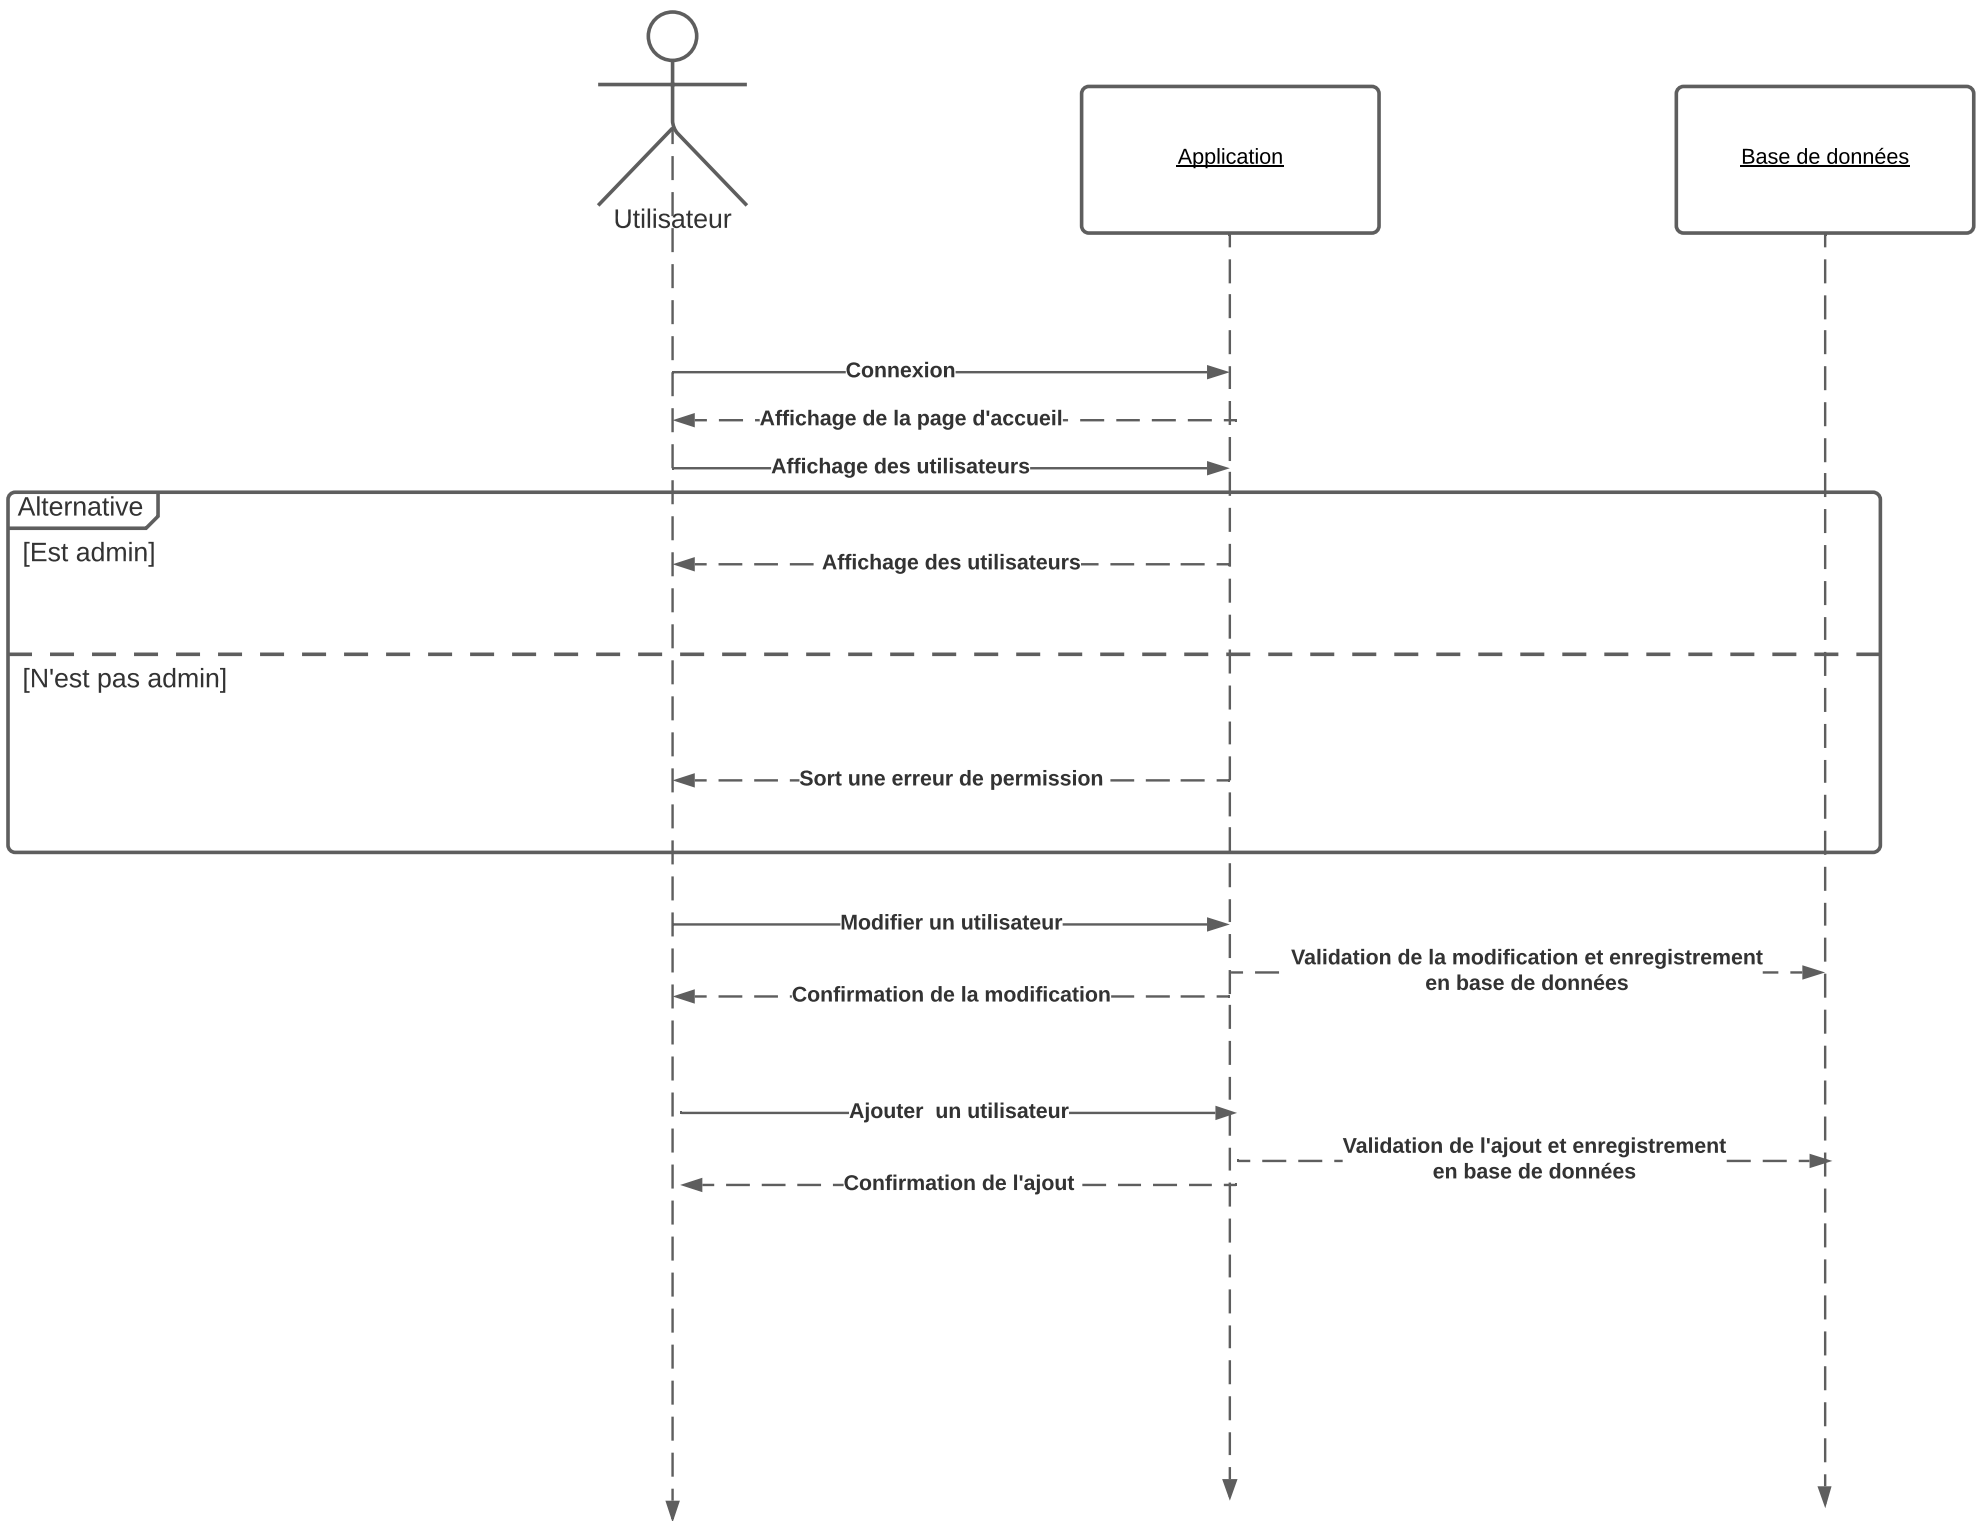 Utilisateur
Application
Base de données
Connexion
Affichage de la page d'accueil
Affichage des utilisateurs
Alternative
[Est admin]
Affichage des utilisateurs
[N'est pas admin]
Sort une erreur de permission
Modifier un utilisateur
Validation de la modification et enregistrement
en base de données
Confirmation de la modification
Ajouter  un utilisateur
Validation de l'ajout et enregistrement
en base de données
Confirmation de l'ajout